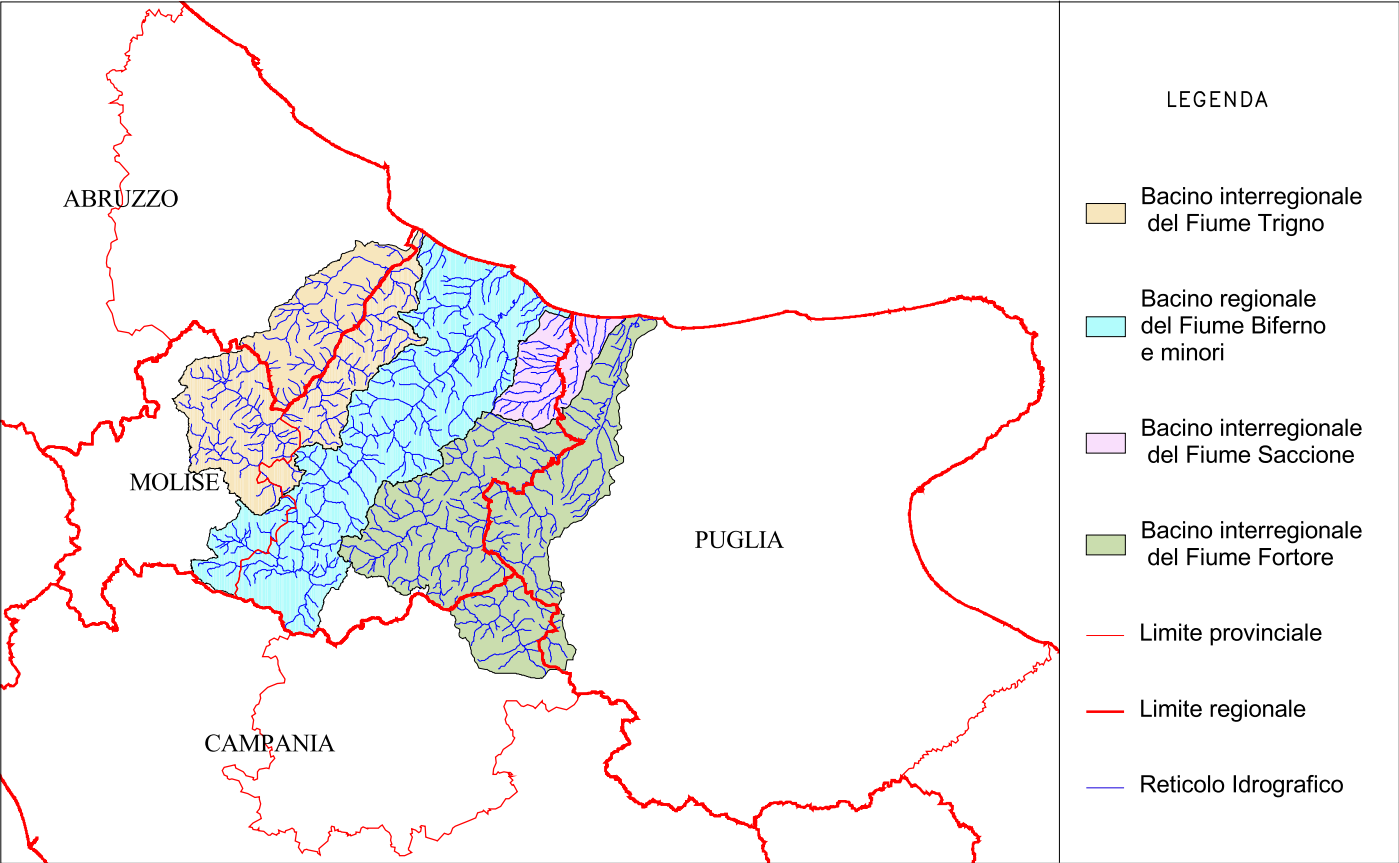 ABRUZZO
MOLISE
PUGLIA
CAMPANIA
LEGENDA
Bacino interregionale
del Fiume Trigno
Bacino regionale
del Fiume Biferno
e minori
Bacino interregionale
del Fiume Saccione
Bacino interregionale
del Fiume Fortore
Limite provinciale
Limite regionale
Reticolo Idrografico